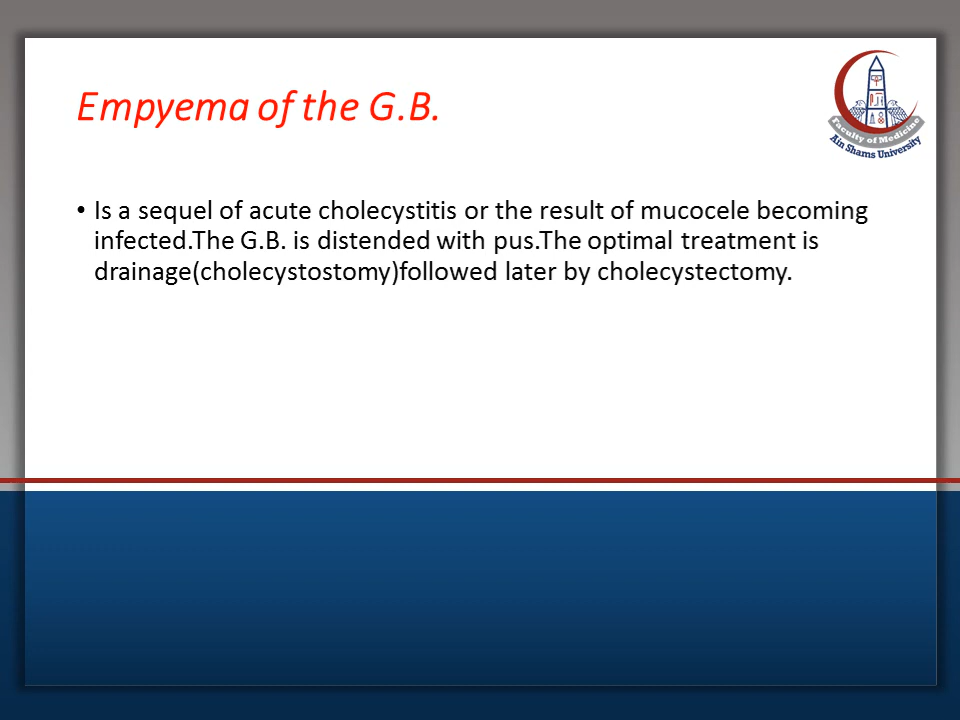 Empyema of the G.B.
Faculty of Medicine
Ain Shams University
• Is a sequel of acute cholecystitis or the result of mucocele becoming
infected.The G.B. is distended with pus.The optimal treatment is
drainage(cholecystostomy)followed later by cholecystectomy.